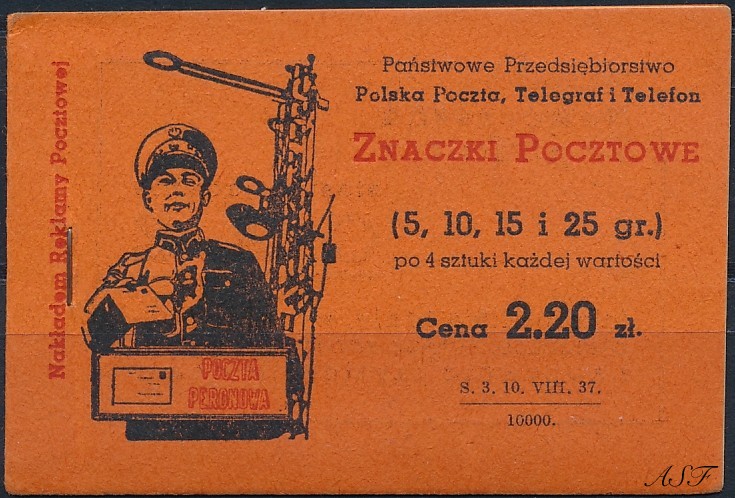 Nakładem Reklamy Pocztowej
Państwowe Przedsiębiorstwo
Polska Poczta, Telegraf i Telefon
ZNACZKI POCZTOWE
(5, 10, 15 i 25 gr.)
po 4 sztuki każdej wartości
Cena 2.20 zł.
S. 3. 10. VIII. 37.
10000.
POCZTA
PERONOWA
ASF